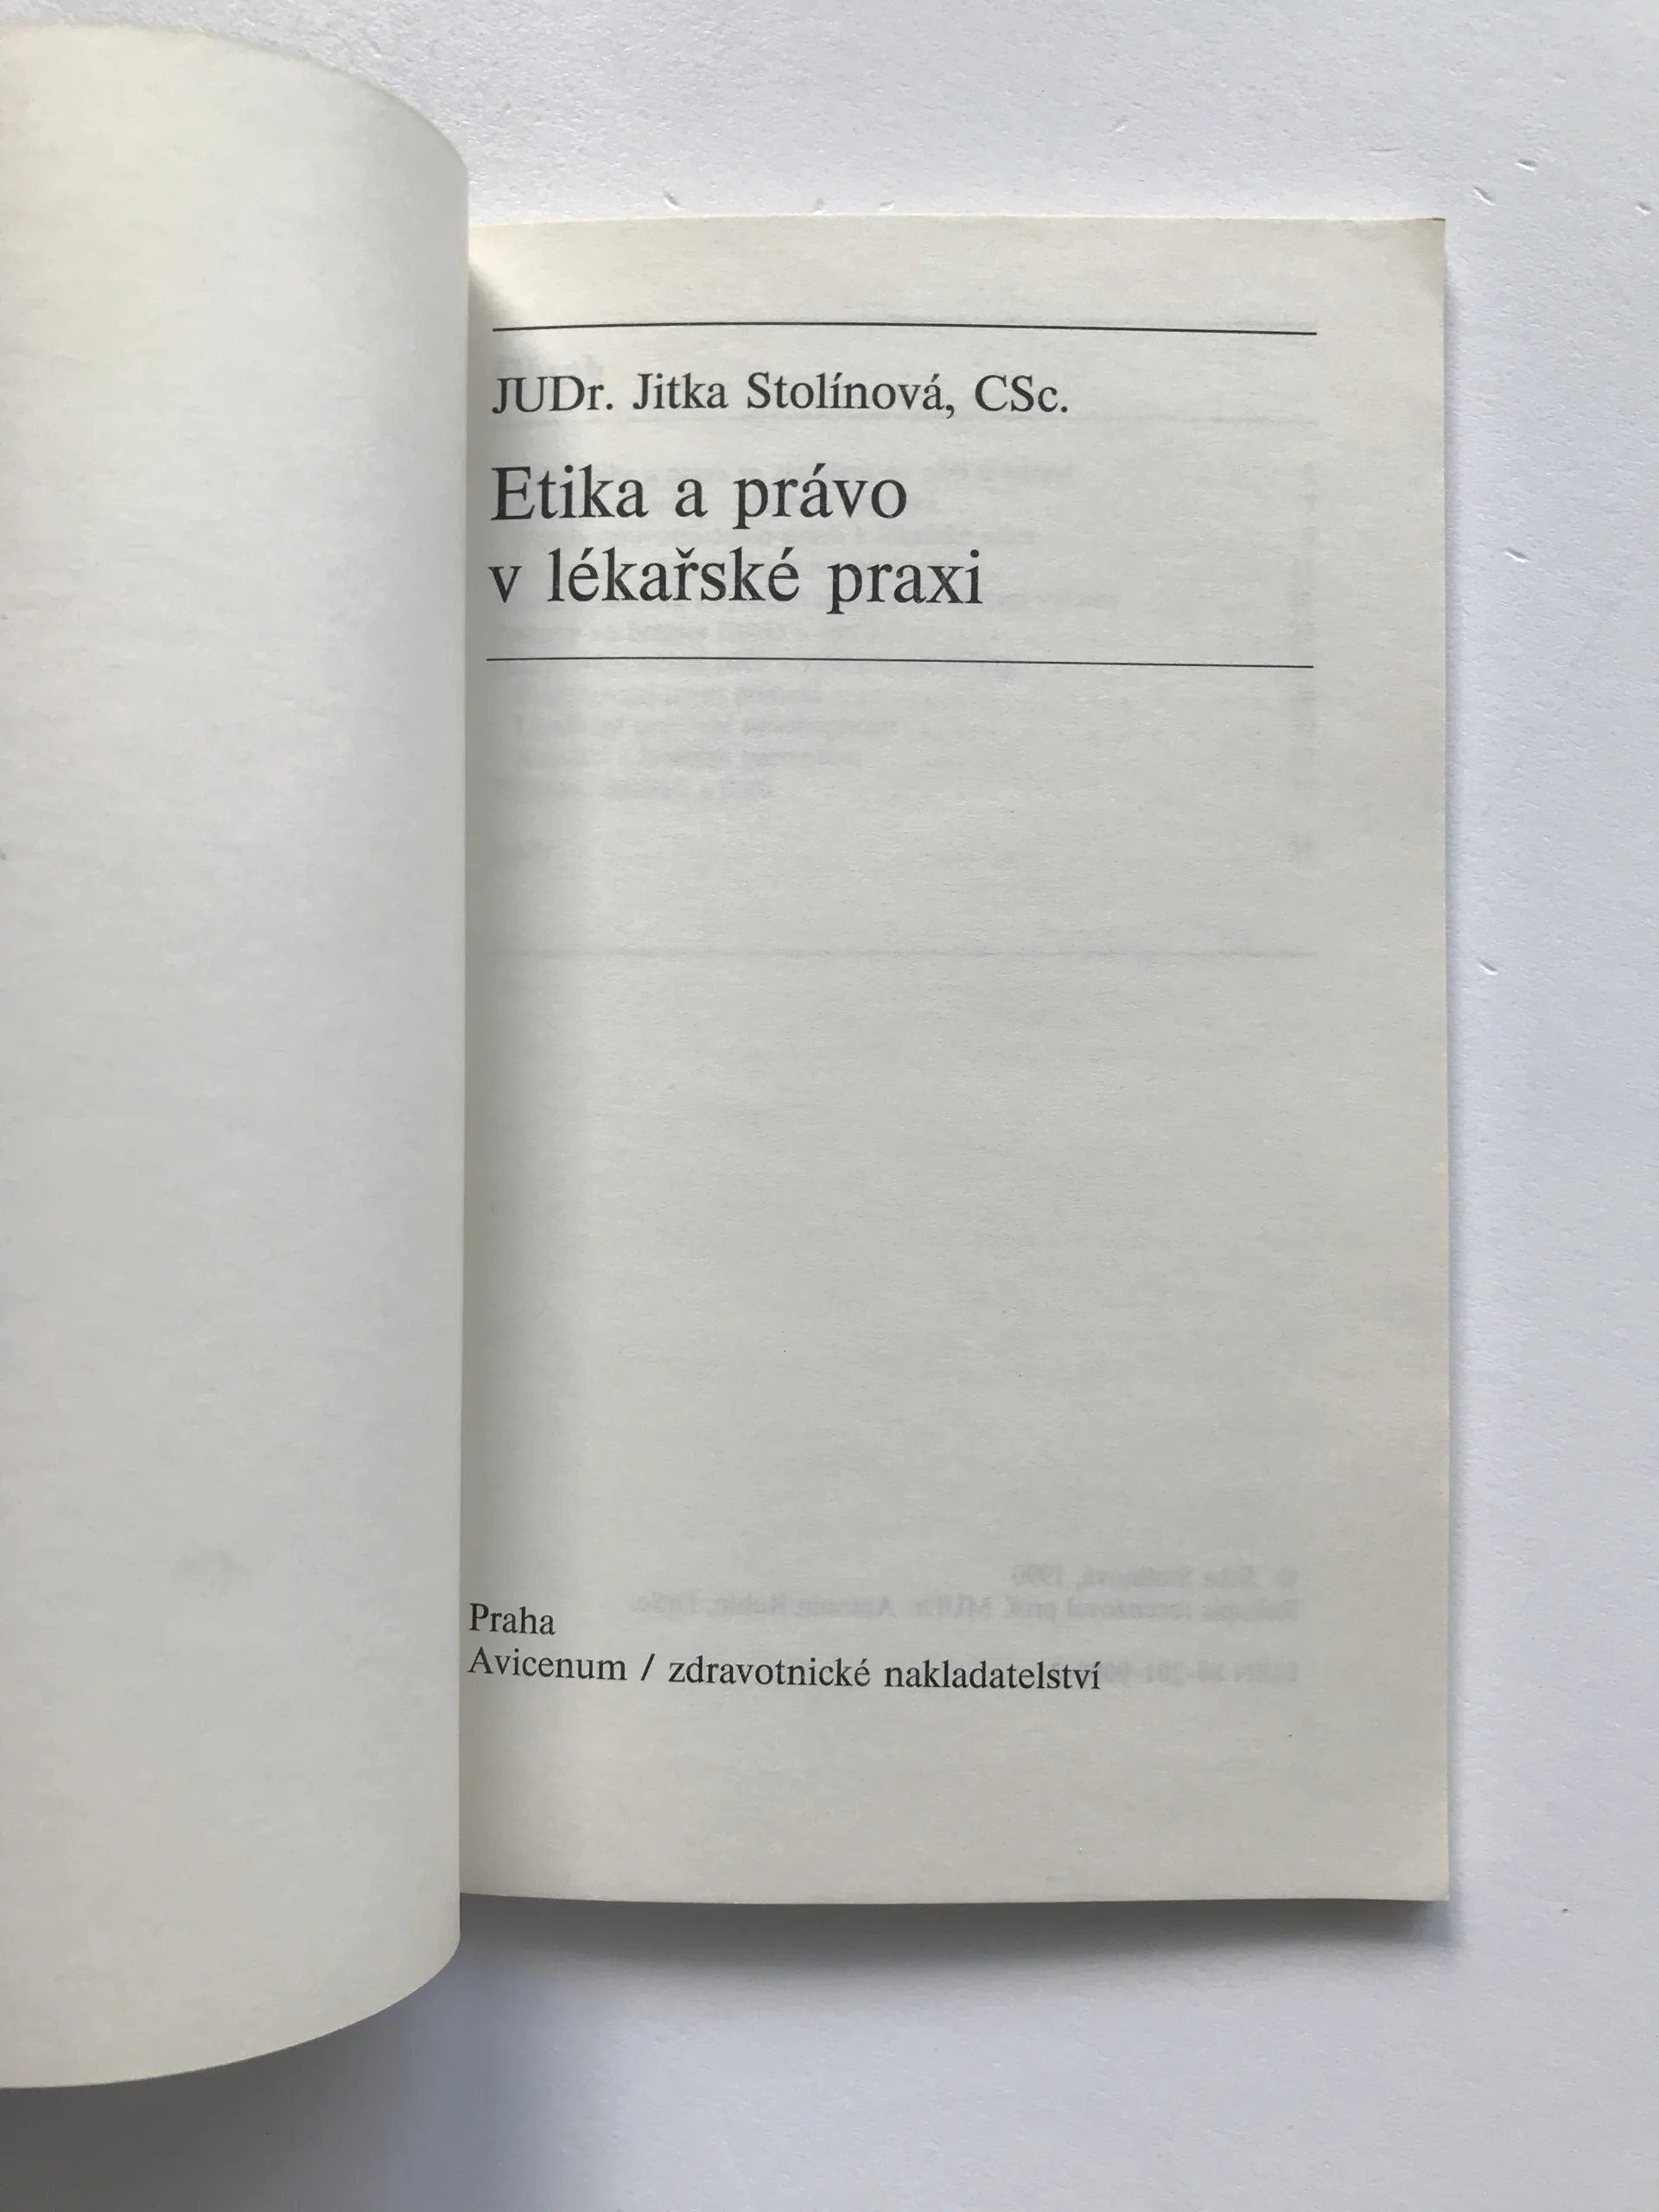 JUDr. Jitka Stolínová, CSc.
Etika a právo
v lékařské praxi
Praha
Avicenum / zdravotnické nakladatelství